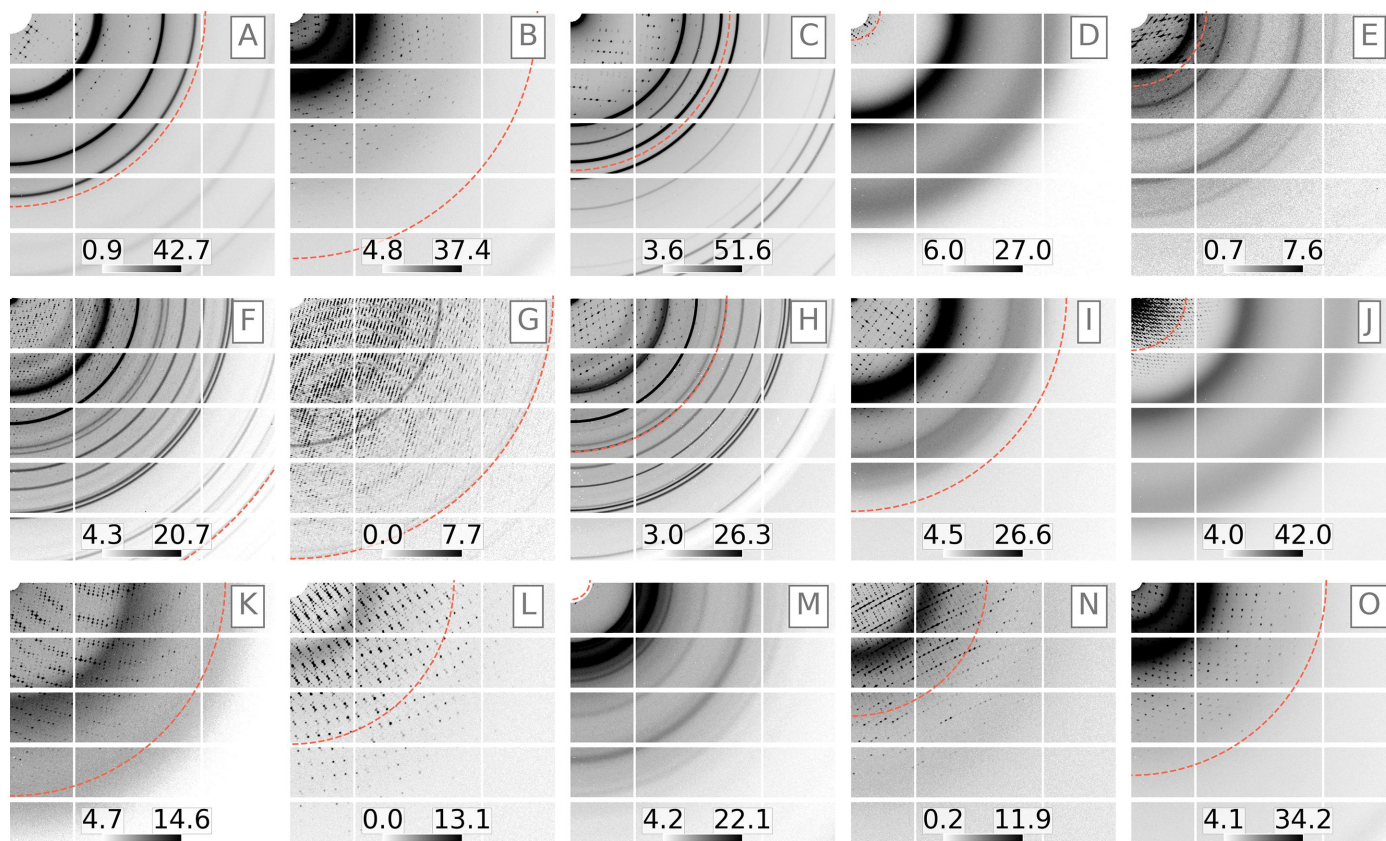 A B C D E
0.9 42.7 4.8 37.4 3.6 51.6 6.0 27.0 0.7 7.6
F G H I J
4.3 20.7 0.0 7.7 3.0 26.3 4.5 26.6 4.0 42.0
K L M N O
4.7 14.6 0.0 13.1 4.2 22.1 0.2 11.9 4.1 34.2